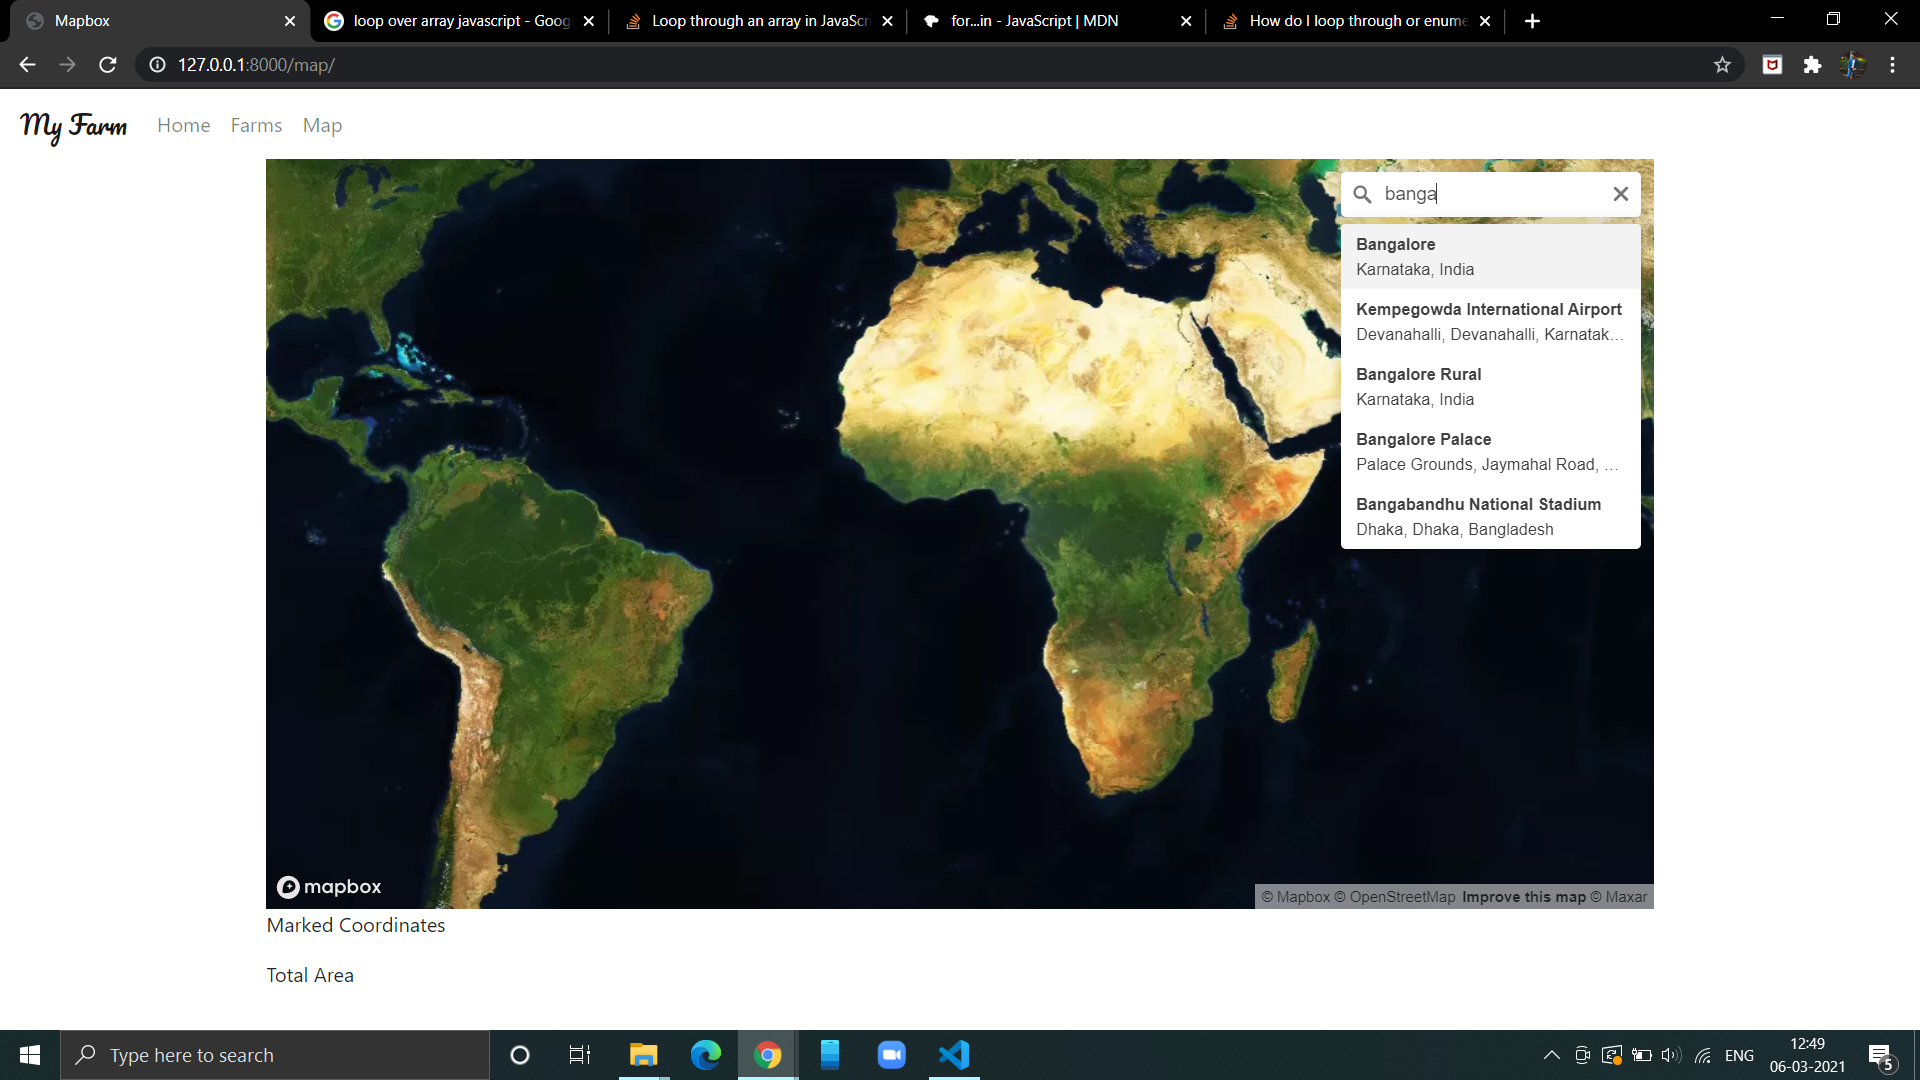 Mapbox
loop over array javascript - Goog
Loop through an array in JavaScri
for...in - JavaScript | MDN
How do I loop through or enume
127.0.0.1:8000/map/
My Farm
Home
Farms
Map
banga
Bangalore
Karnataka, India
Kempegowda International Airport
Devanahalli, Devanahalli, Karnatak...
Bangalore Rural
Karnataka, India
Bangalore Palace
Palace Grounds, Jaymahal Road, ...
Bangabandhu National Stadium
Dhaka, Dhaka, Bangladesh
mapbox
© Mapbox © OpenStreetMap Improve this map © Maxar
Marked Coordinates
Total Area
Type here to search
ENG
12:49
06-03-2021
5